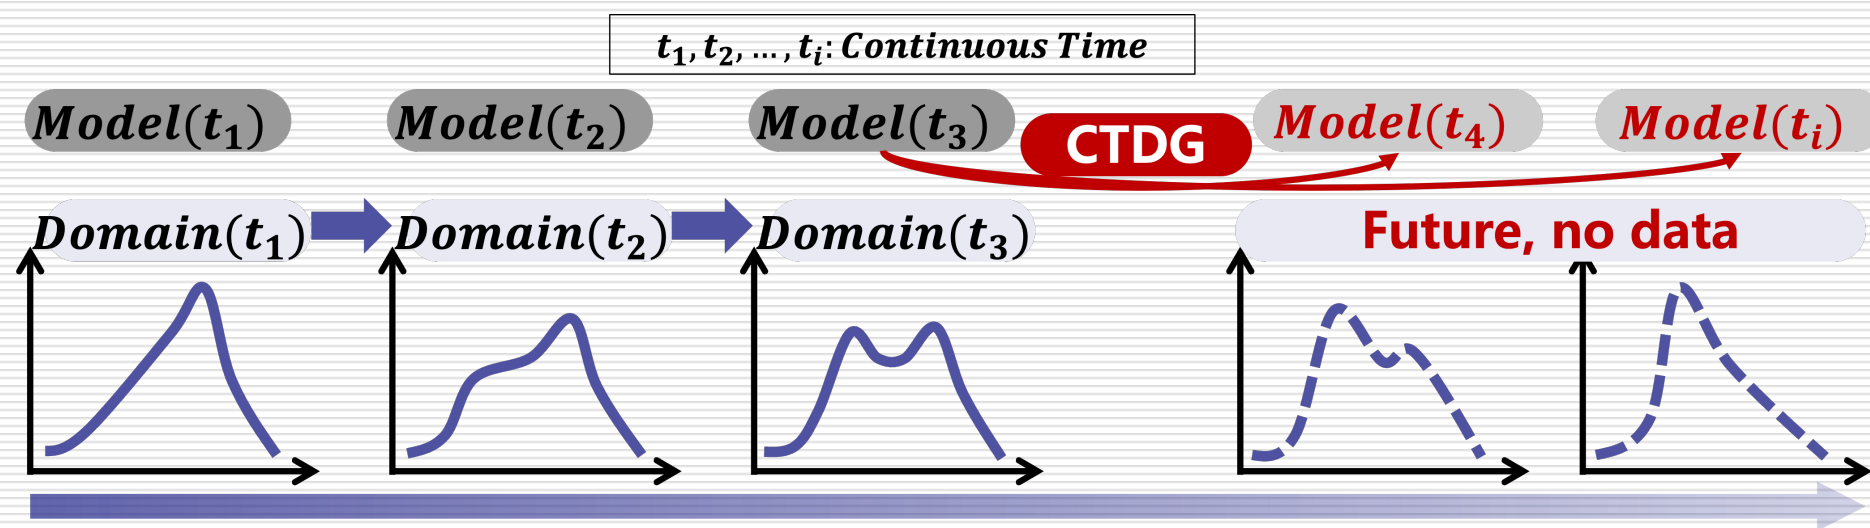 t₁, t₂, ..., tᵢ: Continuous Time
Model(t₁) Model(t₂) Model(t₃) CTDG Model(t₄) Model(tᵢ)
Domain(t₁) Domain(t₂) Domain(t₃) Future, no data